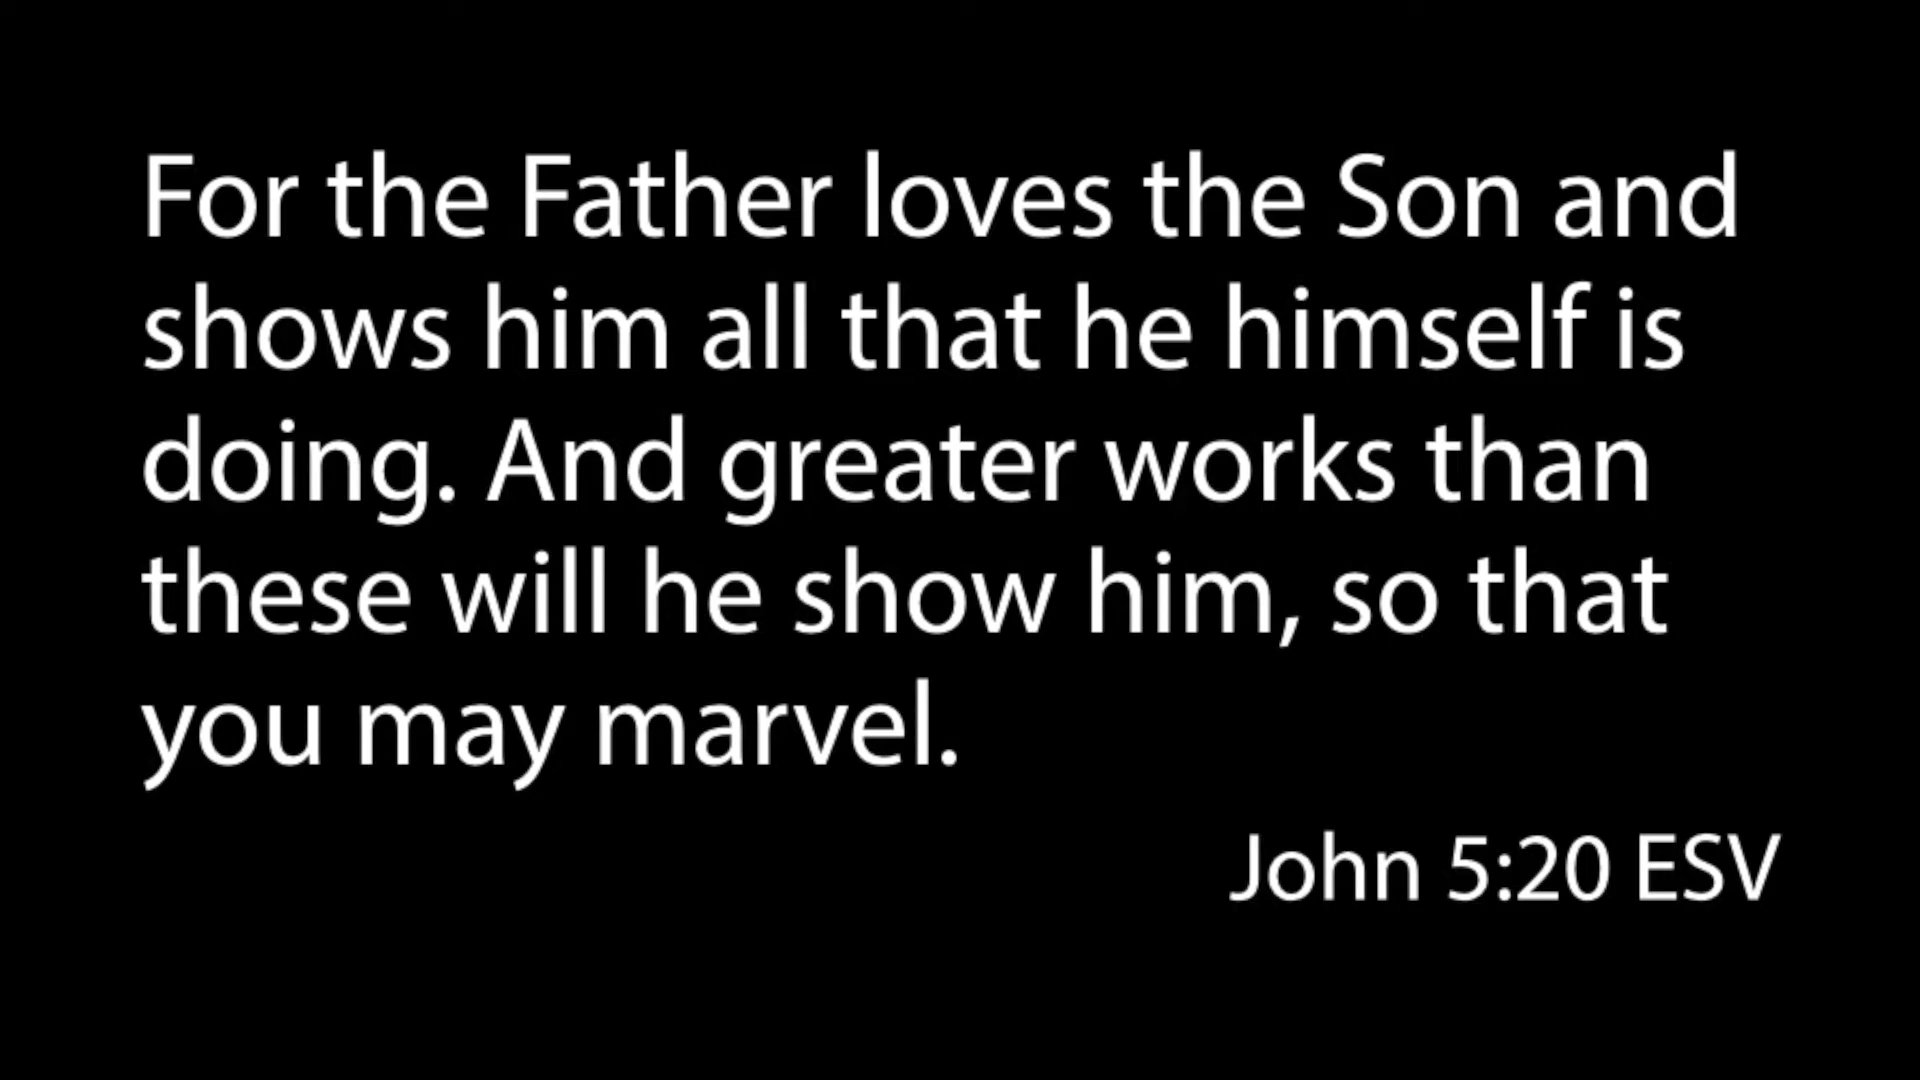 For the Father loves the Son and
shows him all that he himself is
doing. And greater works than
these will he show him, so that
you may marvel.
John 5:20 ESV